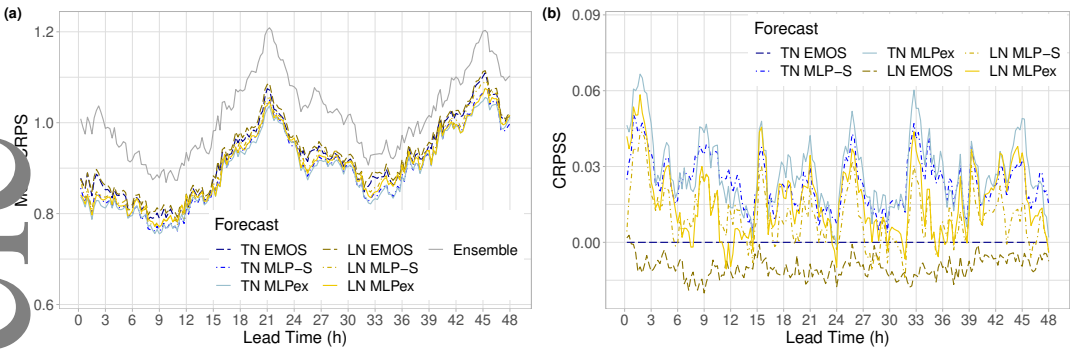 (a)
1.2
1.0
0.8
0.6
CRPS
Forecast
TN EMOS LN EMOS Ensemble
TN MLP-S LN MLP-S
TN MLPex LN MLPex
0 3 6 9 12 15 18 21 24 27 30 33 36 39 42 45 48
Lead Time (h)
(b)
0.09
0.06
0.03
0.00
CRPSS
Forecast
TN EMOS TN MLPex LN MLP-S
TN MLP-S LN EMOS LN MLPex
0 3 6 9 12 15 18 21 24 27 30 33 36 39 42 45 48
Lead Time (h)